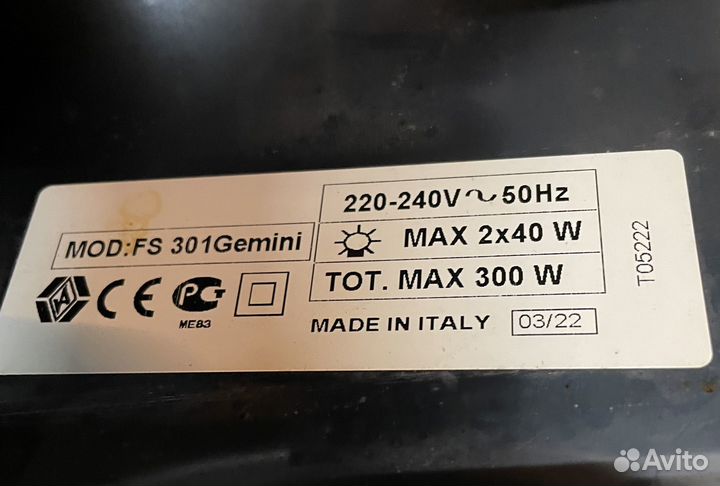 220-240V ~ 50Hz
MOD:FS 301Gemini
MAX 2x40 W
TOT. MAX 300 W
CE PG
ME83
MADE IN ITALY 03/22
T05222
Avito